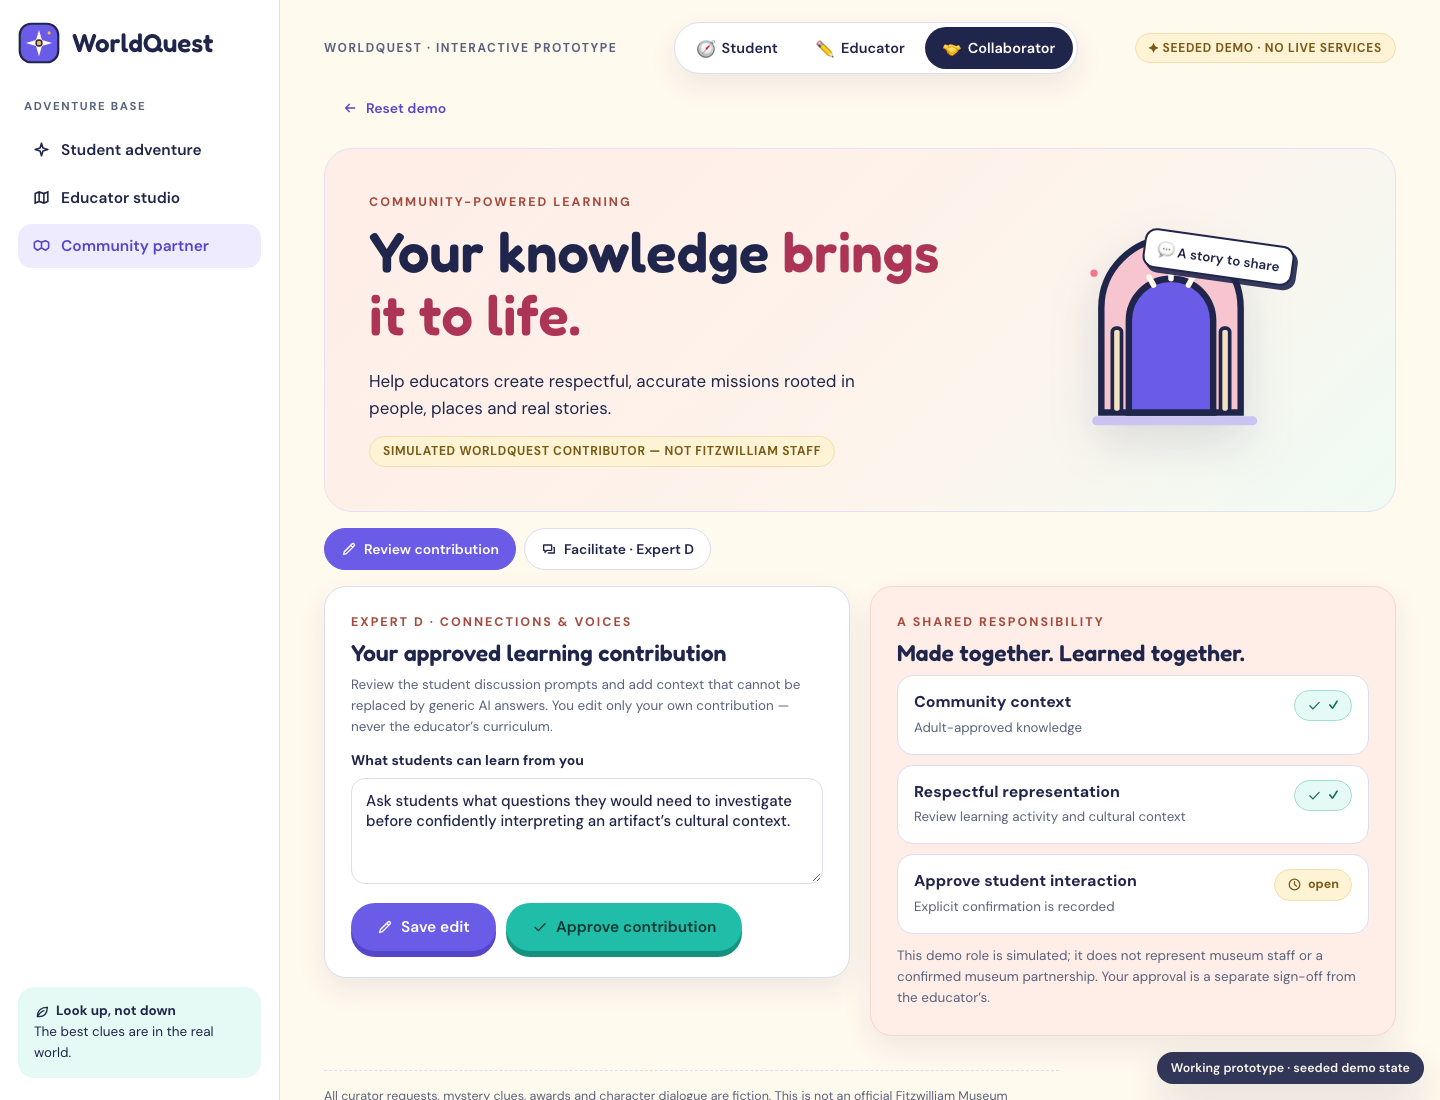 WorldQuest
WORLDQUEST · INTERACTIVE PROTOTYPE
Student
Educator
Collaborator
✦ SEEDED DEMO · NO LIVE SERVICES
ADVENTURE BASE
Student adventure
Educator studio
Community partner
← Reset demo
COMMUNITY-POWERED LEARNING
Your knowledge brings
it to life.
Help educators create respectful, accurate missions rooted in
people, places and real stories.
SIMULATED WORLDQUEST CONTRIBUTOR — NOT FITZWILLIAM STAFF
A story to share
Review contribution
Facilitate · Expert D
EXPERT D · CONNECTIONS & VOICES
Your approved learning contribution
Review the student discussion prompts and add context that cannot be
replaced by generic AI answers. You edit only your own contribution —
never the educator’s curriculum.
What students can learn from you
Ask students what questions they would need to investigate
before confidently interpreting an artifact’s cultural context.
Save edit
Approve contribution
A SHARED RESPONSIBILITY
Made together. Learned together.
Community context
Adult-approved knowledge
✓
Respectful representation
Review learning activity and cultural context
✓
Approve student interaction
Explicit confirmation is recorded
open
This demo role is simulated; it does not represent museum staff or a
confirmed museum partnership. Your approval is a separate sign-off from
the educator’s.
Look up, not down
The best clues are in the real
world.
Working prototype · seeded demo state
All curator requests, mystery clues, awards and character dialogue are fiction. This is not an official Fitzwilliam Museum